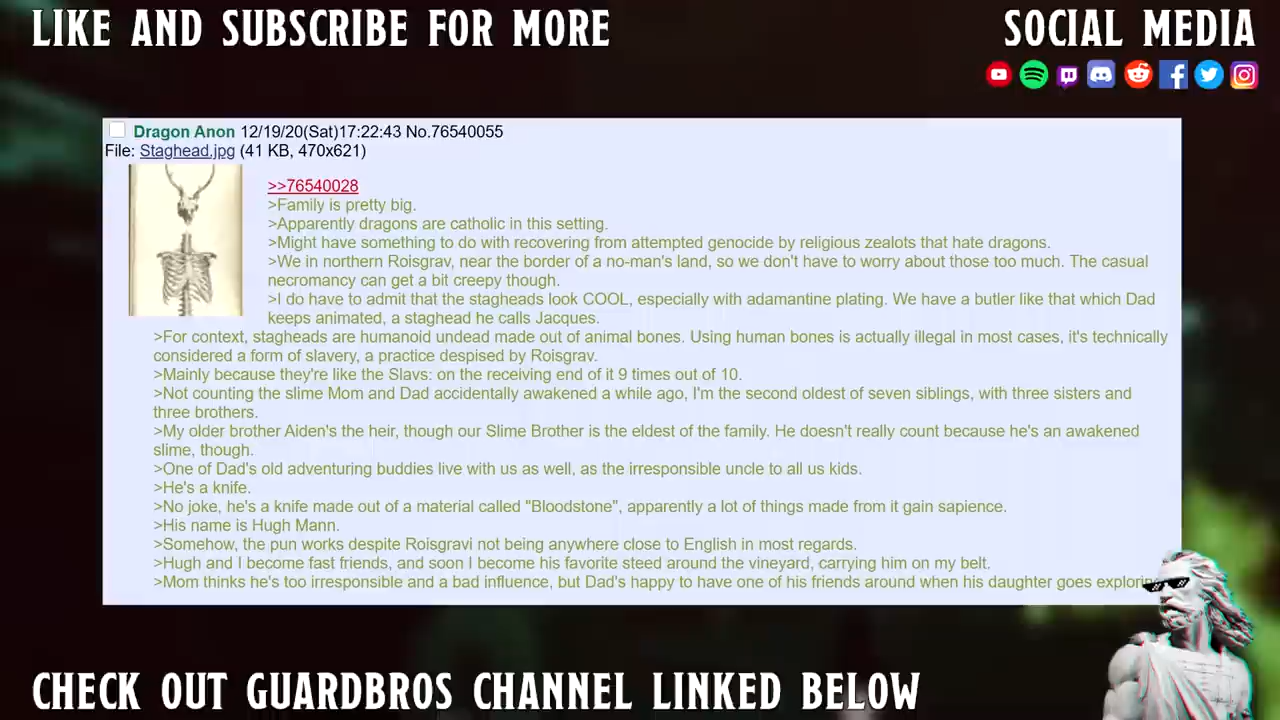 LIKE AND SUBSCRIBE FOR MORE
SOCIAL MEDIA
Dragon Anon 12/19/20(Sat)17:22:43 No.76540055
File: Staghead.jpg (41 KB, 470x621)
>>76540028
>Family is pretty big.
>Apparently dragons are catholic in this setting.
>Might have something to do with recovering from attempted genocide by religious zealots that hate dragons.
>We in northern Roisgrav, near the border of a no-man's land, so we don't have to worry about those too much. The casual
necromancy can get a bit creepy though.
>I do have to admit that the stagheads look COOL, especially with adamantine plating. We have a butler like that which Dad
keeps animated, a staghead he calls Jacques.
>For context, stagheads are humanoid undead made out of animal bones. Using human bones is actually illegal in most cases, it's technically
considered a form of slavery, a practice despised by Roisgrav.
>Mainly because they're like the Slavs: on the receiving end of it 9 times out of 10.
>Not counting the slime Mom and Dad accidentally awakened a while ago, I'm the second oldest of seven siblings, with three sisters and
three brothers.
>My older brother Aiden's the heir, though our Slime Brother is the eldest of the family. He doesn't really count because he's an awakened
slime, though.
>One of Dad's old adventuring buddies live with us as well, as the irresponsible uncle to all us kids.
>He's a knife.
>No joke, he's a knife made out of a material called "Bloodstone", apparently a lot of things made from it gain sapience.
>His name is Hugh Mann.
>Somehow, the pun works despite Roisgravi not being anywhere close to English in most regards.
>Hugh and I become fast friends, and soon I become his favorite steed around the vineyard, carrying him on my belt.
>Mom thinks he's too irresponsible and a bad influence, but Dad's happy to have one of his friends around when his daughter goes
CHECK OUT GUARDBROS CHANNEL LINKED BELOW